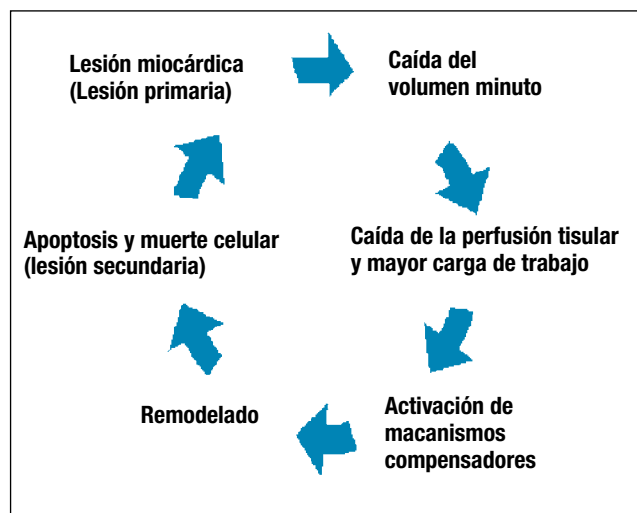 Lesión miocárdica
(Lesión primaria)
Caída del
volumen minuto
Caída de la perfusión tisular
y mayor carga de trabajo
Activación de
macanismos
compensadores
Remodelado
Apoptosis y muerte celular
(lesión secundaria)